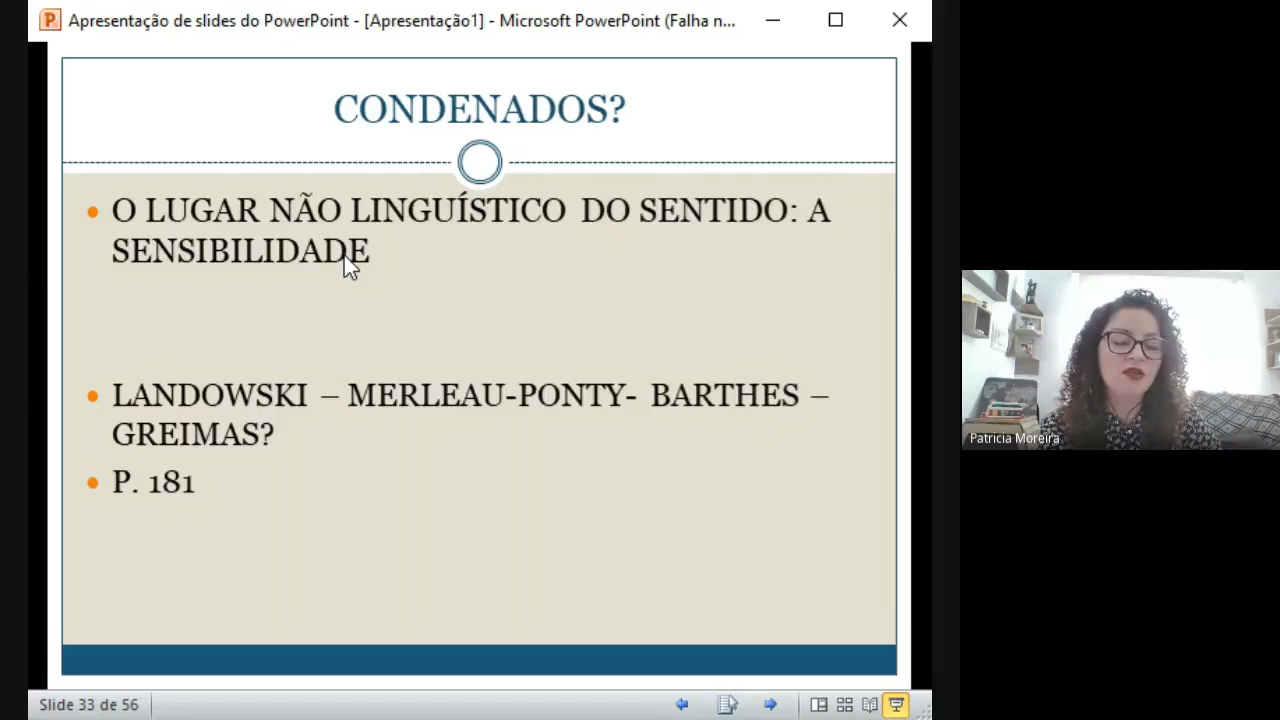 Apresentação de slides do PowerPoint - [Apresentação1] - Microsoft PowerPoint (Falha n...
CONDENADOS?
• O LUGAR NÃO LINGUÍSTICO DO SENTIDO: A
SENSIBILIDADE
• LANDOWSKI – MERLEAU-PONTY- BARTHES –
GREIMAS?
• P. 181
Patricia Moreira
Slide 33 de 56